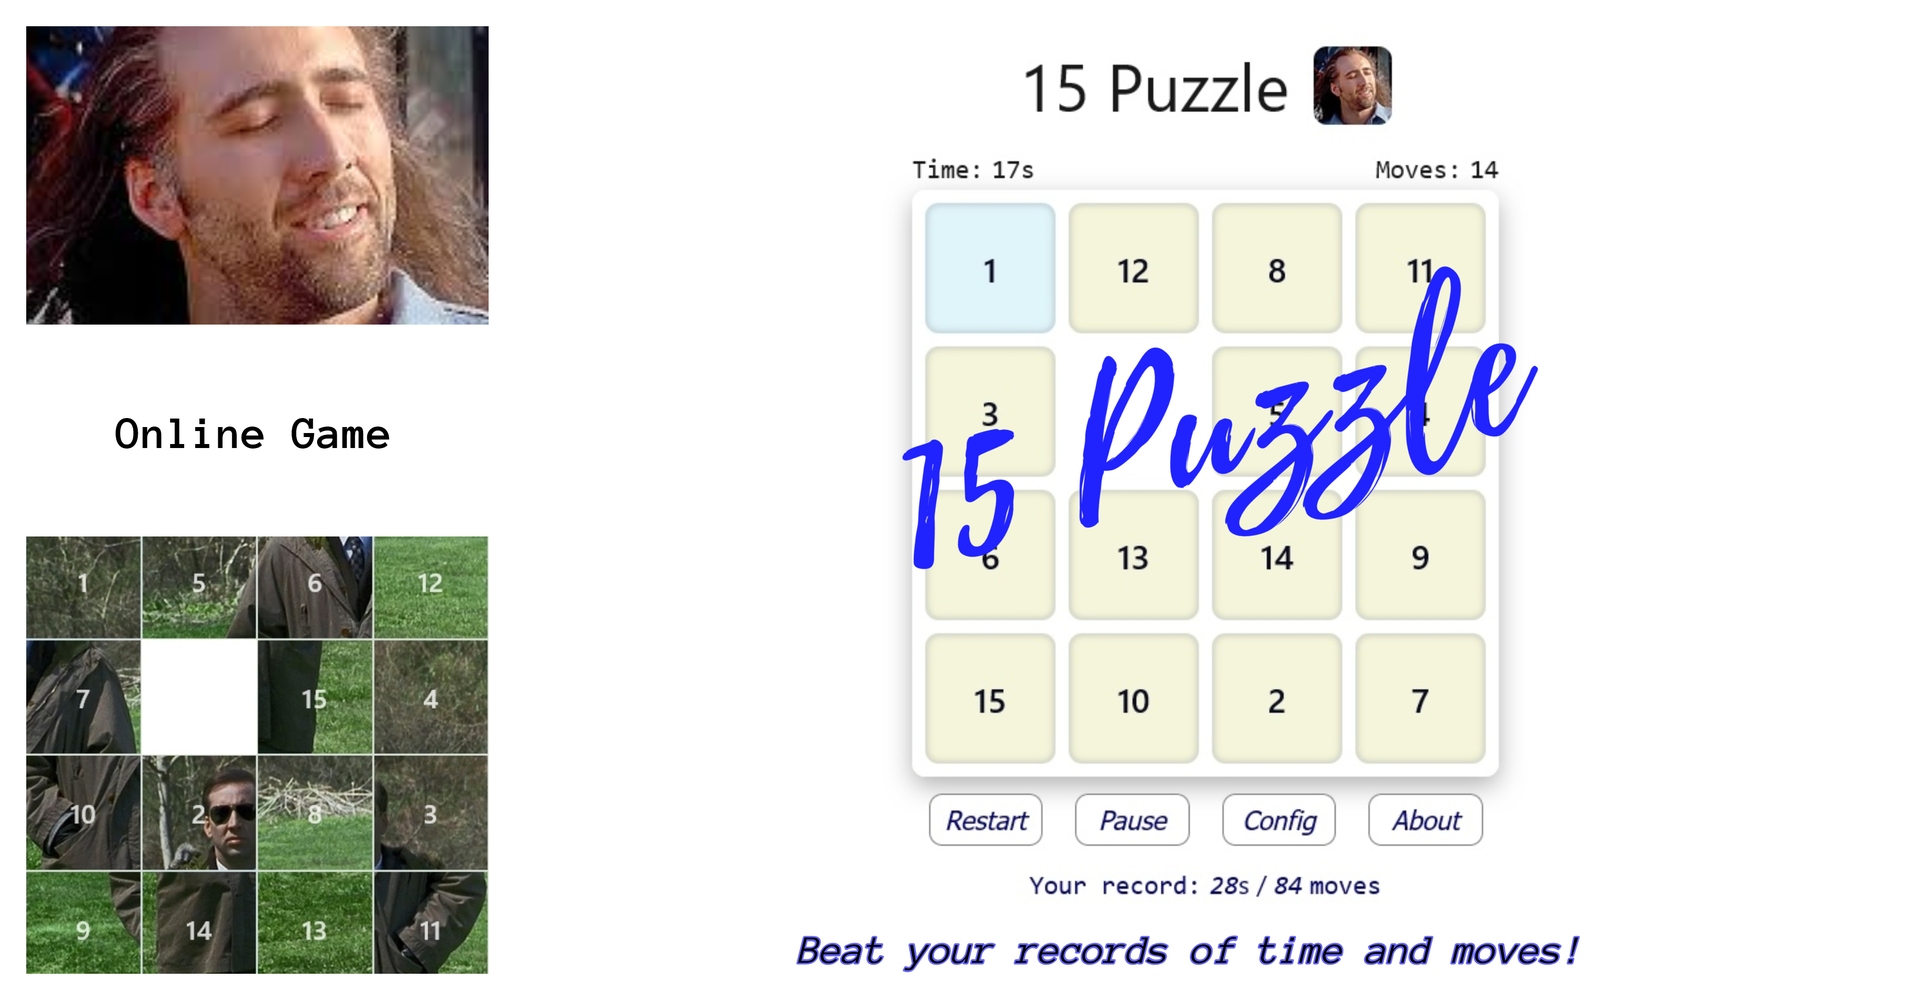 15 Puzzle
Time: 17s Moves: 14
1 12 8 11
3 5 4
6 13 14 9
15 10 2 7
15 Puzzle
Restart Pause Config About
Your record: 28s / 84 moves
Beat your records of time and moves!
Online Game
1 5 6 12
7 15 4
10 2 8 3
9 14 13 11